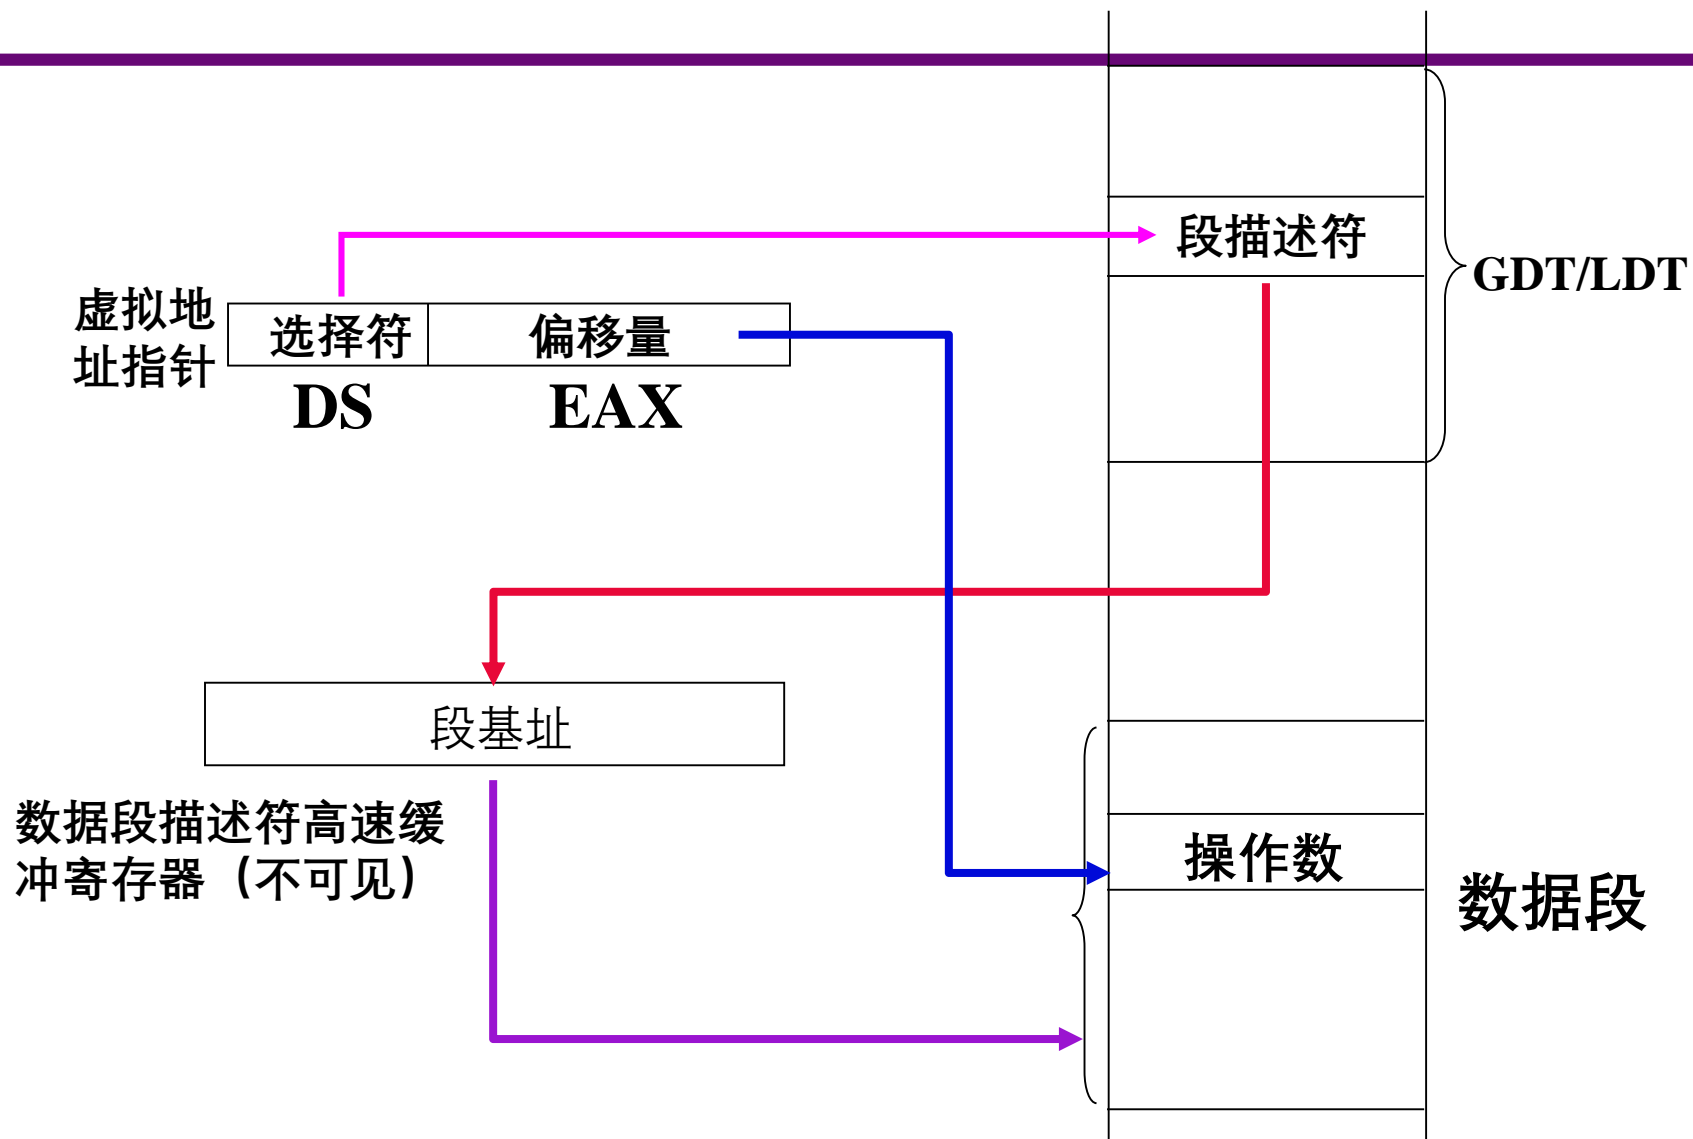 段描述符
GDT/LDT
虚拟地
址指针
选择符
偏移量
DS
EAX
段基址
数据段描述符高速缓
冲寄存器（不可见）
操作数
数据段